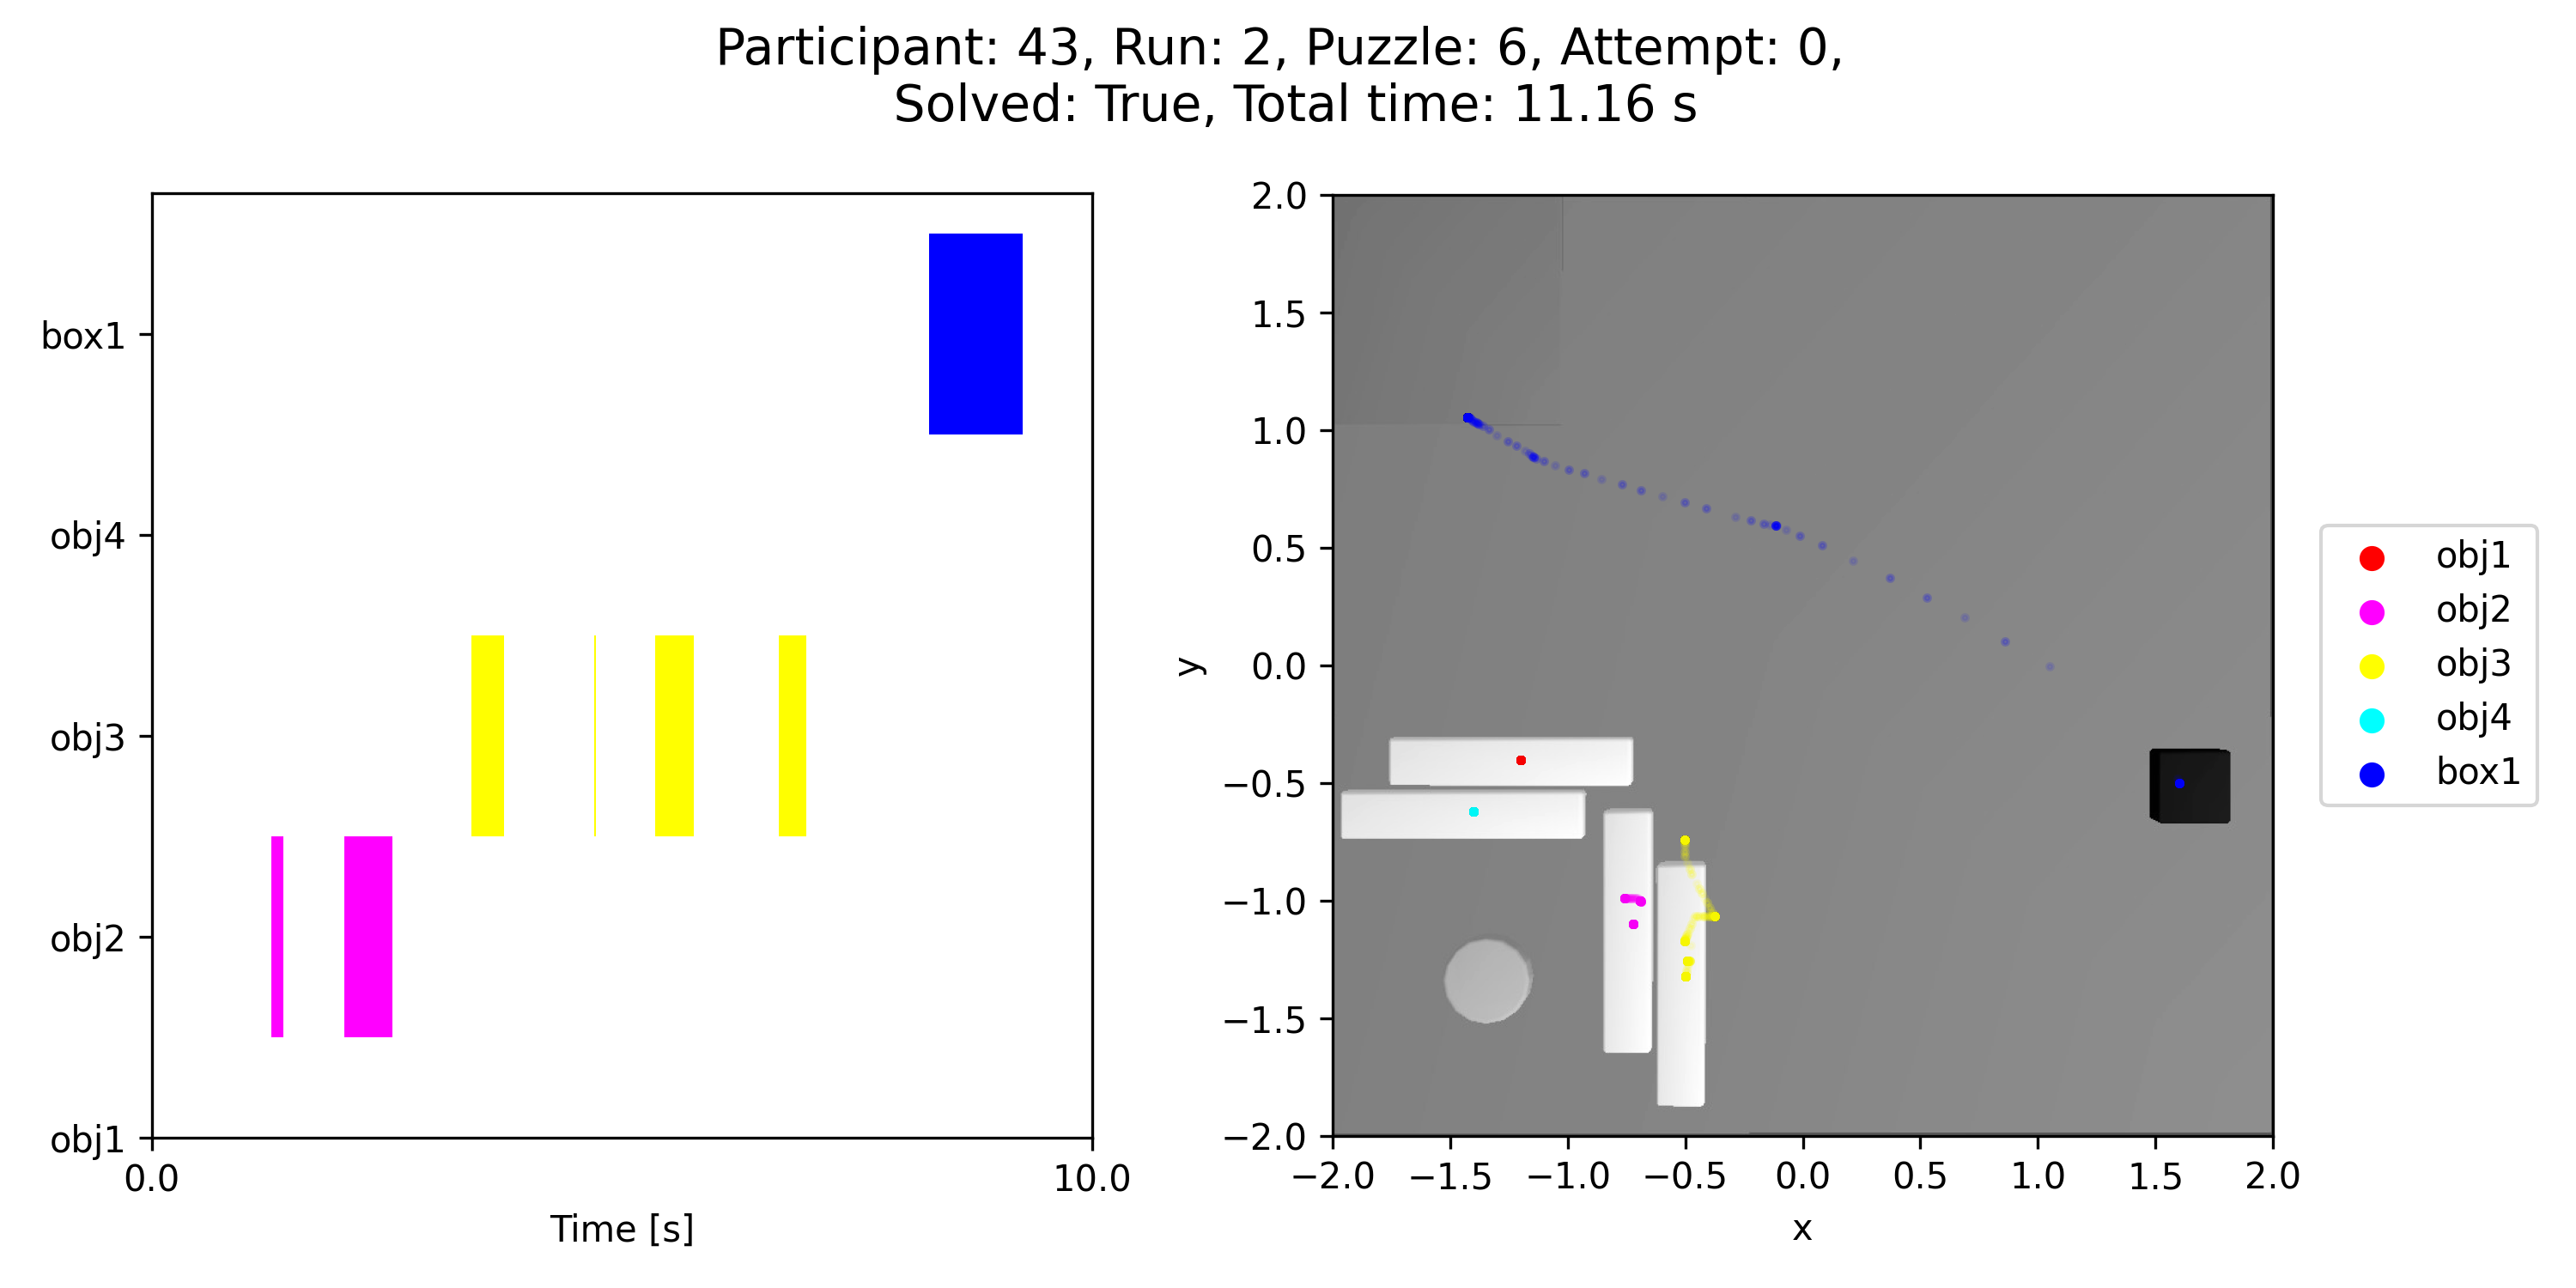 Participant: 43, Run: 2, Puzzle: 6, Attempt: 0,
Solved: True, Total time: 11.16 s
box1
obj4
obj3
obj2
obj1
0.0
10.0
Time [s]
2.0
1.5
1.0
0.5
0.0
−0.5
−1.0
−1.5
−2.0
y
−2.0
−1.5
−1.0
−0.5
0.0
0.5
1.0
1.5
2.0
x
obj1
obj2
obj3
obj4
box1